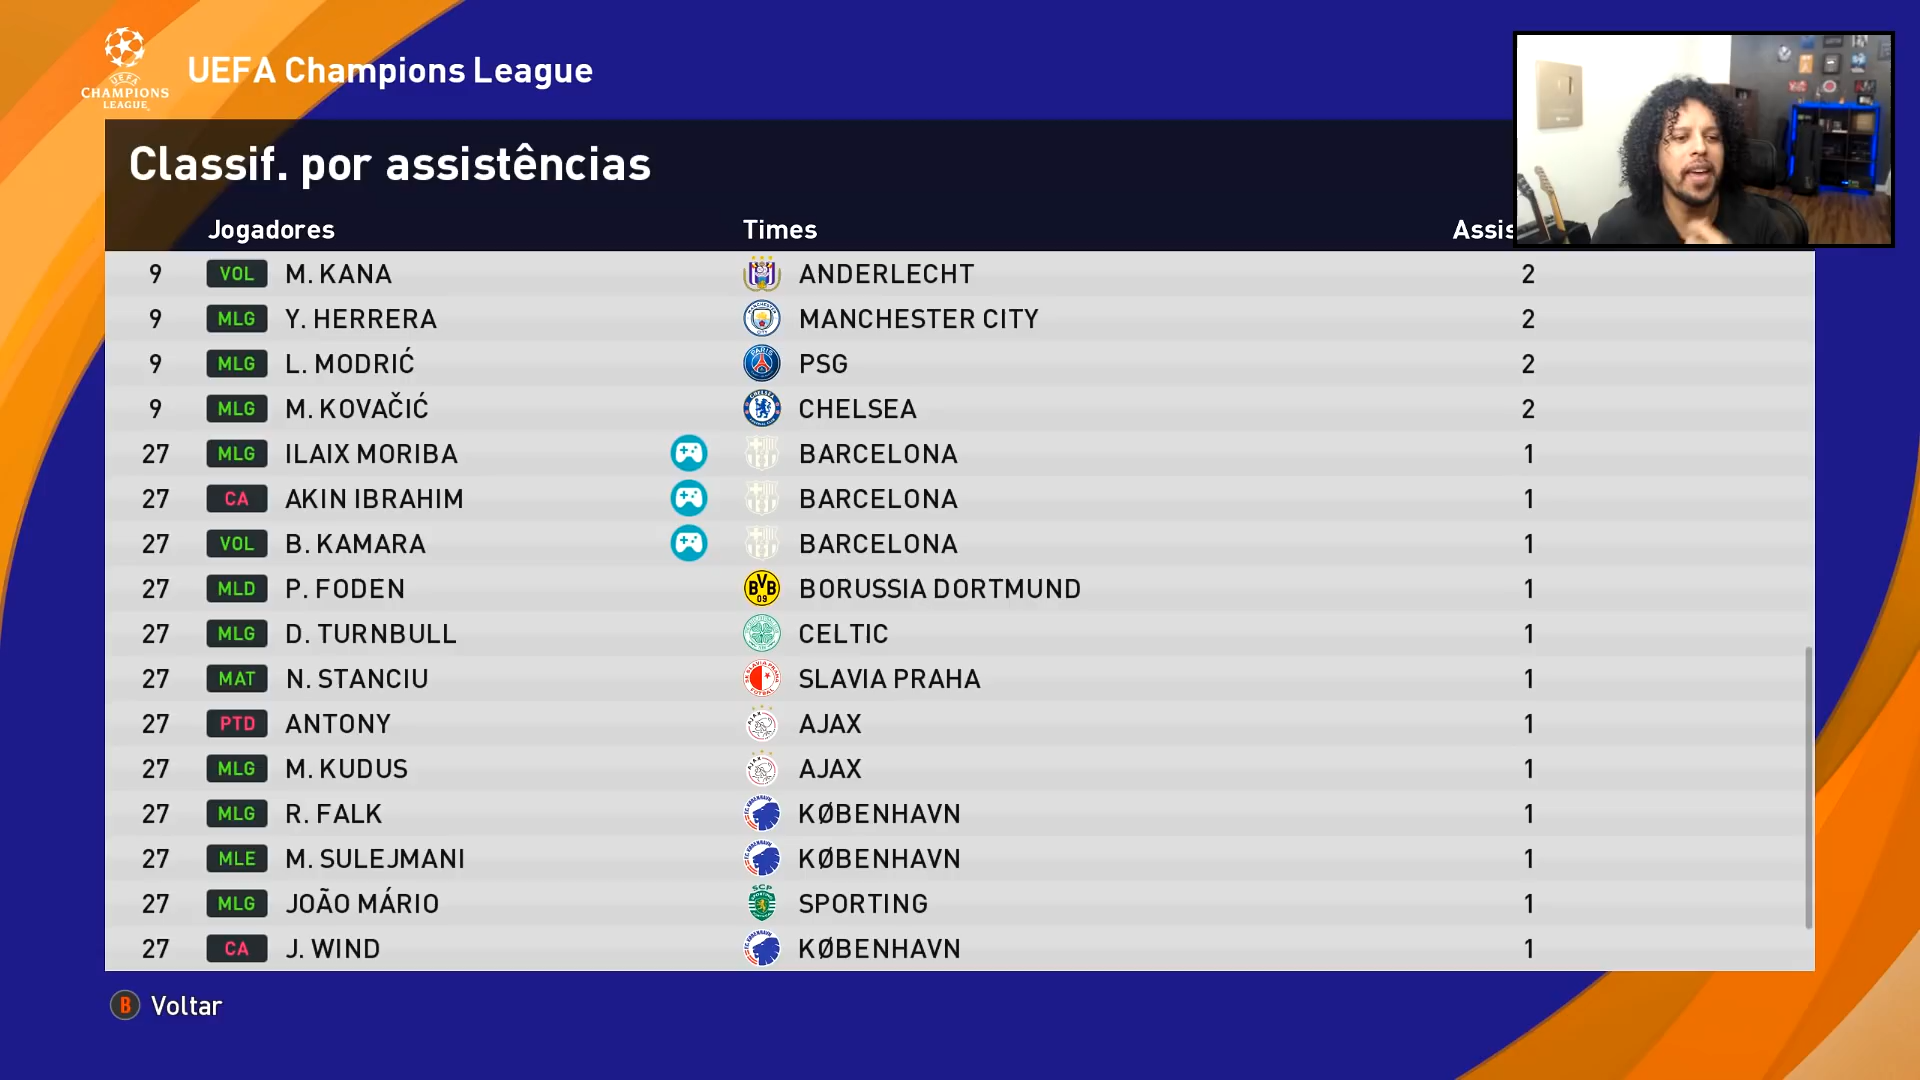 UEFA Champions League
UEFA
CHAMPIONS
LEAGUE
Classif. por assistências
Jogadores Times Assis
9 VOL M. KANA ANDERLECHT 2
9 MLG Y. HERRERA MANCHESTER CITY 2
9 MLG L. MODRIĆ PSG 2
9 MLG M. KOVAČIĆ CHELSEA 2
27 MLG ILAIX MORIBA BARCELONA 1
27 CA AKIN IBRAHIM BARCELONA 1
27 VOL B. KAMARA BARCELONA 1
27 MLD P. FODEN BVB 09 BORUSSIA DORTMUND 1
27 MLG D. TURNBULL CELTIC 1
27 MAT N. STANCIU SLAVIA PRAHA 1
27 PTD ANTONY AJAX 1
27 MLG M. KUDUS AJAX 1
27 MLG R. FALK KØBENHAVN 1
27 MLE M. SULEJMANI KØBENHAVN 1
27 MLG JOÃO MÁRIO SCP SPORTING 1
27 CA J. WIND KØBENHAVN 1
B Voltar